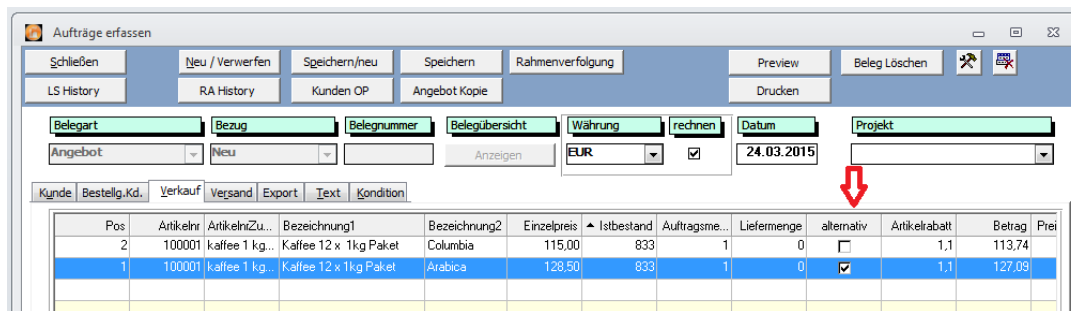 Aufträge erfassen
Schließen Neu / Verwerfen Speichern/neu Speichern Rahmenverfolgung Preview Beleg Löschen
LS History RA History Kunden OP Angebot Kopie Drucken
Belegart Bezug Belegnummer Belegübersicht Währung rechnen Datum Projekt
Angebot Neu Anzeigen EUR 24.03.2015
Kunde Bestellg.Kd. Verkauf Versand Export Text Kondition
Pos Artikelnr ArtikelnrZu... Bezeichnung1 Bezeichnung2 Einzelpreis Istbestand Auftragsme... Liefermenge alternativ Artikelrabatt Betrag Prei
2 100001 kaffee 1 kg... Kaffee 12 x 1kg Paket Columbia 115,00 833 1 0 1,1 113,74
1 100001 kaffee 1 kg... Kaffee 12 x 1kg Paket Arabica 128,50 833 1 0 1,1 127,09